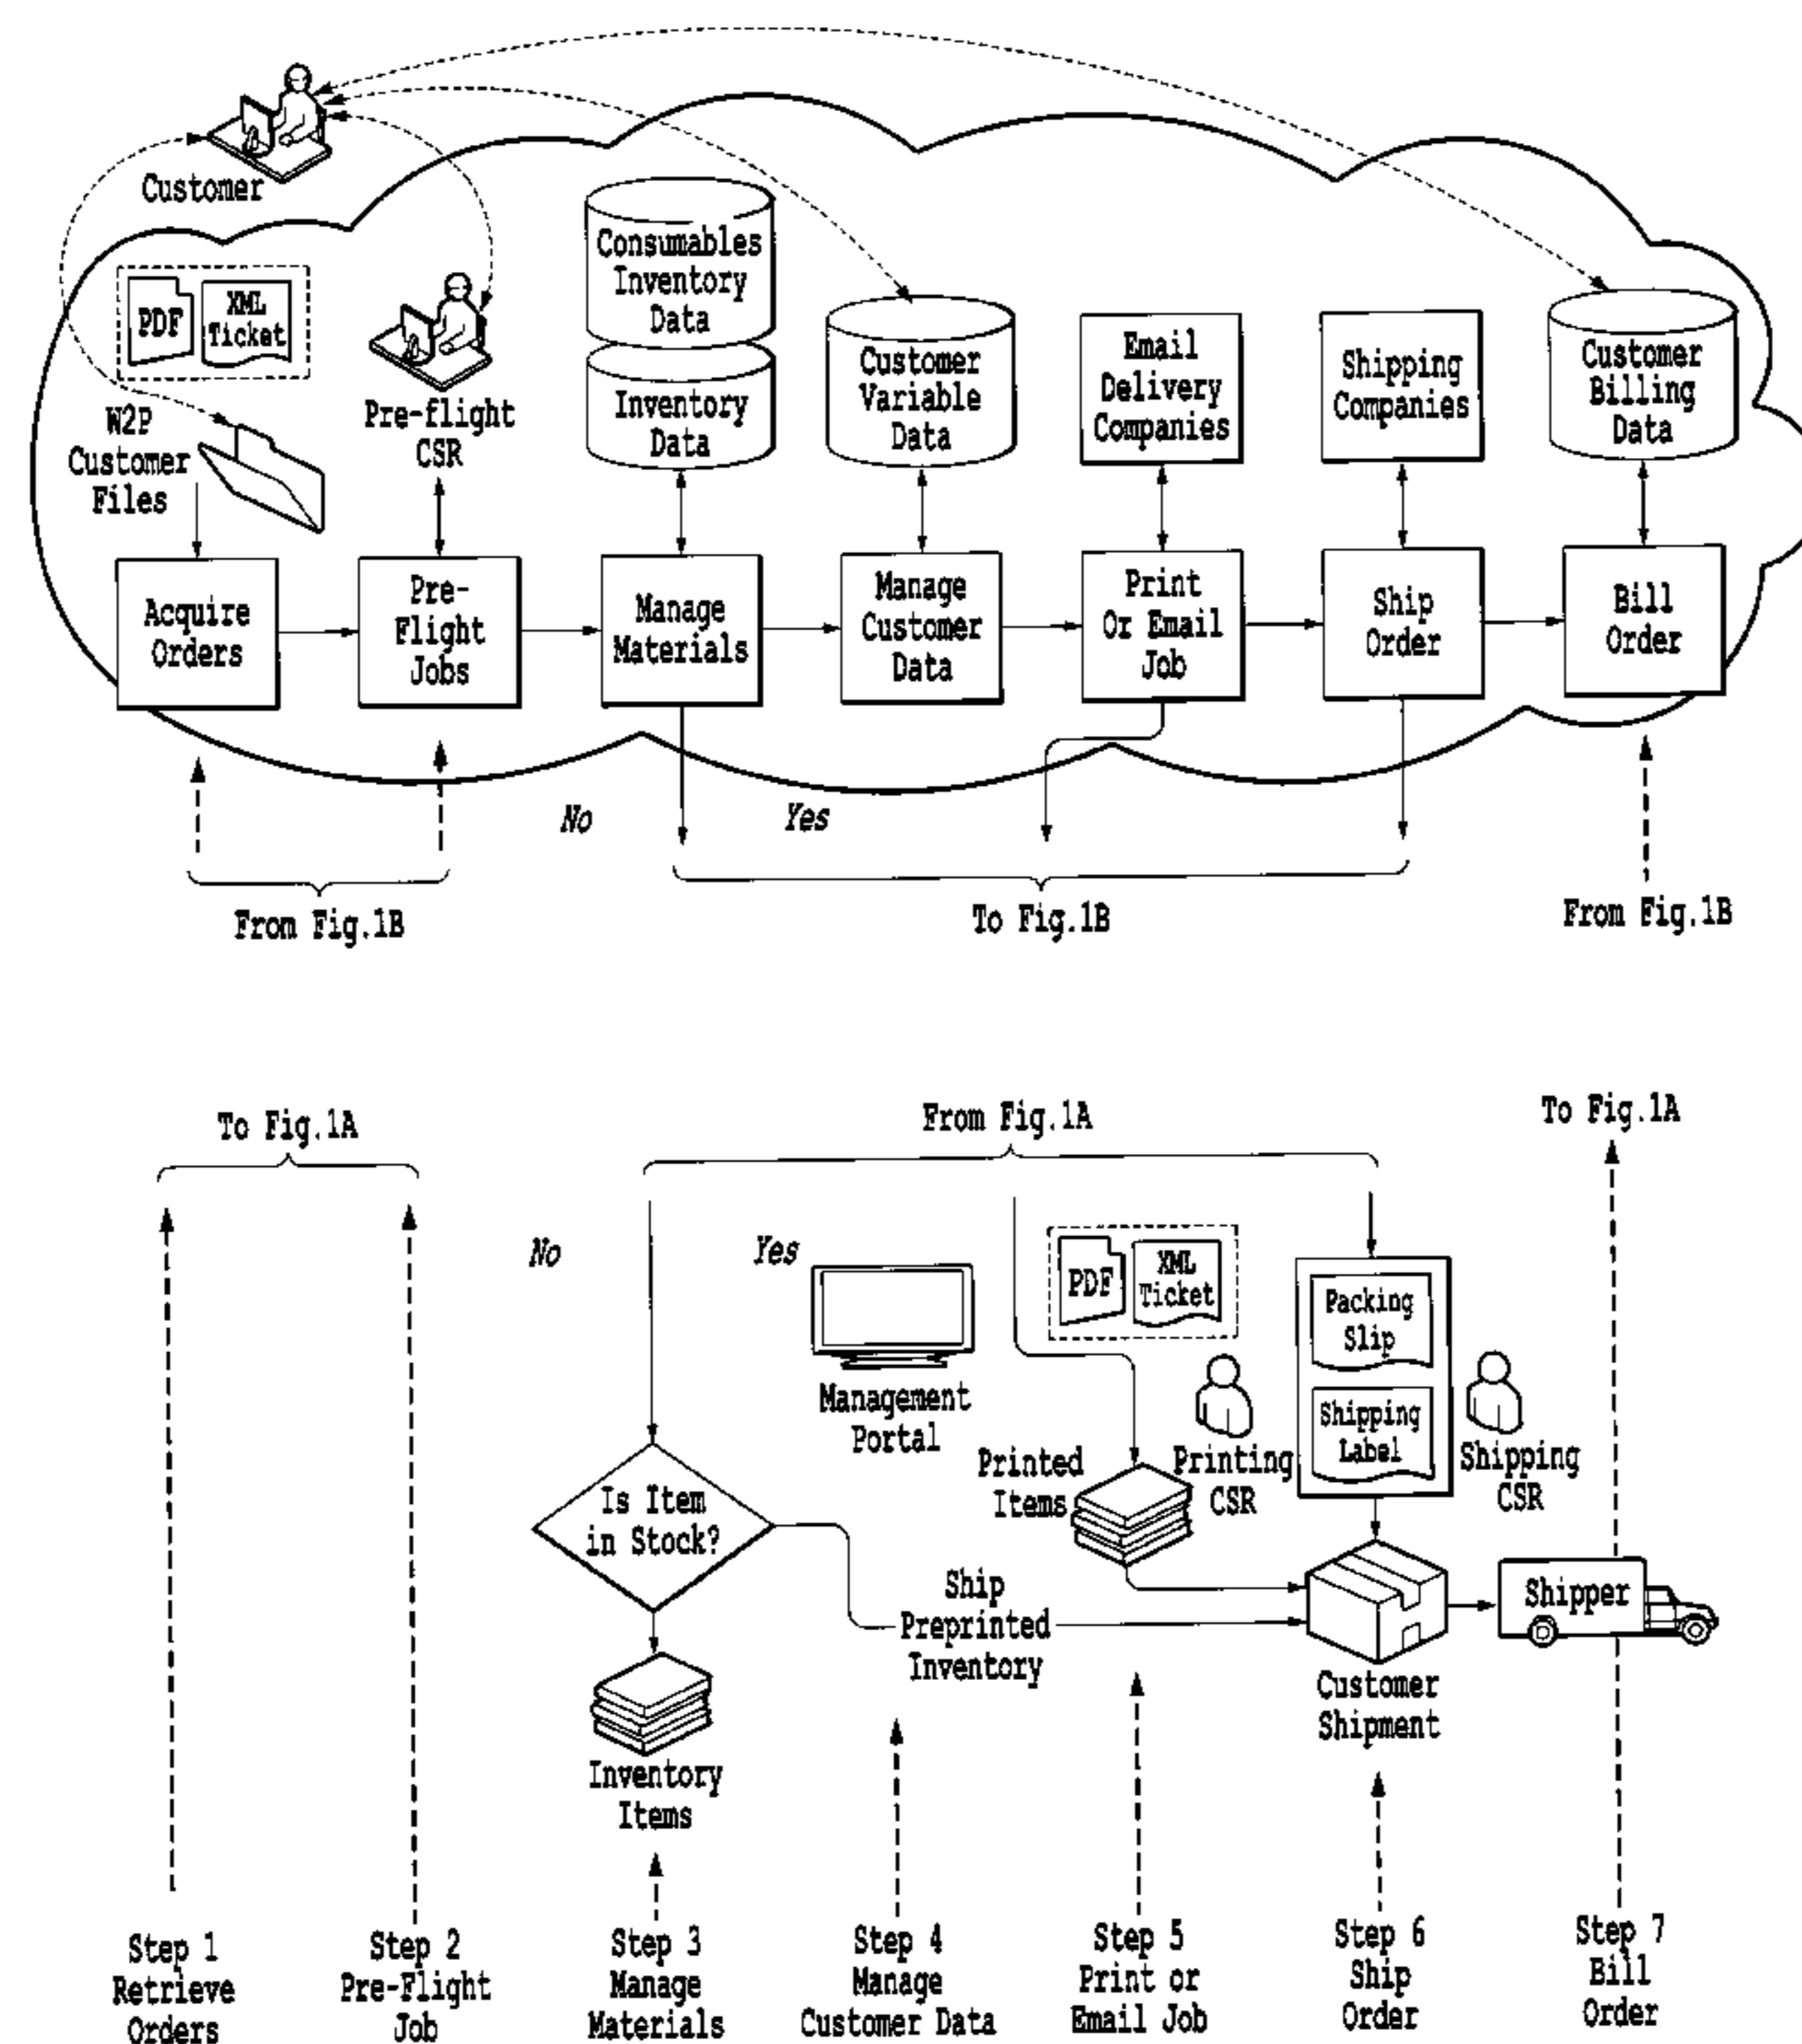 Customer
PDF
XML
Ticket
W2P
Customer
Files
Pre-flight
CSR
Consumables
Inventory
Data
Inventory
Data
Customer
Variable
Data
Email
Delivery
Companies
Shipping
Companies
Customer
Billing
Data
Acquire
Orders
Pre-
Flight
Jobs
Manage
Materials
Manage
Customer
Data
Print
Or Email
Job
Ship
Order
Bill
Order
No
Yes
From Fig.1B
To Fig.1B
From Fig.1B
To Fig.1A
From Fig.1A
To Fig.1A
No
Yes
Management
Portal
PDF
XML
Ticket
Packing
Slip
Shipping
Label
Printed
Items
Printing
CSR
Shipping
CSR
Is Item
in Stock?
Ship
Preprinted
Inventory
Shipper
Customer
Shipment
Inventory
Items
Step 1
Retrieve
Orders
Step 2
Pre-Flight
Job
Step 3
Manage
Materials
Step 4
Manage
Customer Data
Step 5
Print or
Email Job
Step 6
Ship
Order
Step 7
Bill
Order